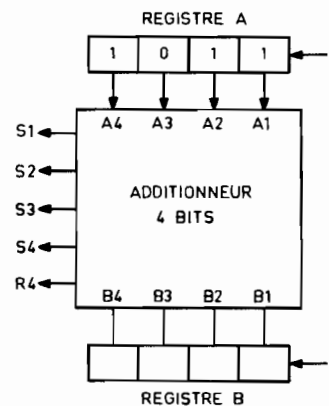 REGISTRE A
1 0 1 1
A4 A3 A2 A1
S1
S2
ADDITIONNEUR
S3
4 BITS
S4
R4
B4 B3 B2 B1
REGISTRE B